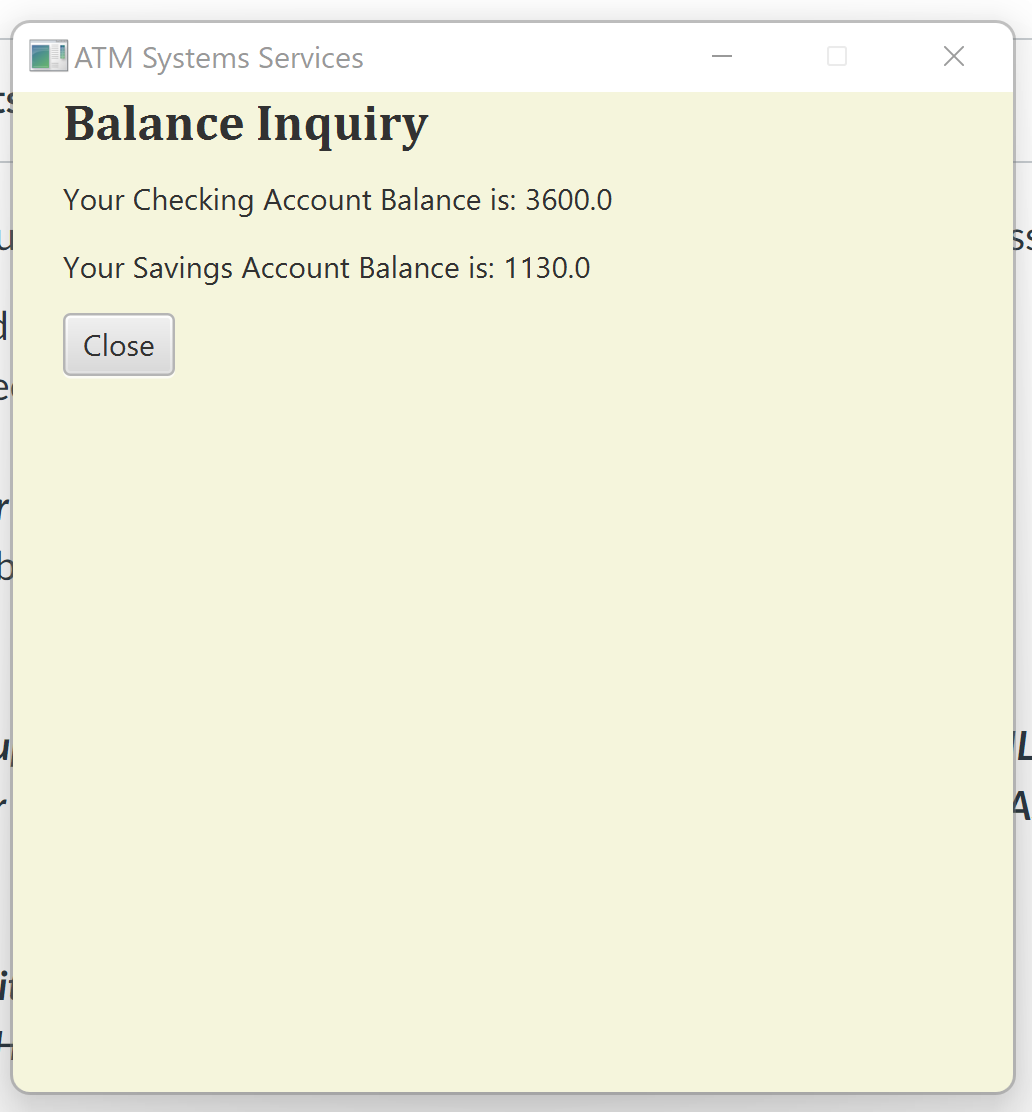 ATM Systems Services
Balance Inquiry
Your Checking Account Balance is: 3600.0
Your Savings Account Balance is: 1130.0
Close